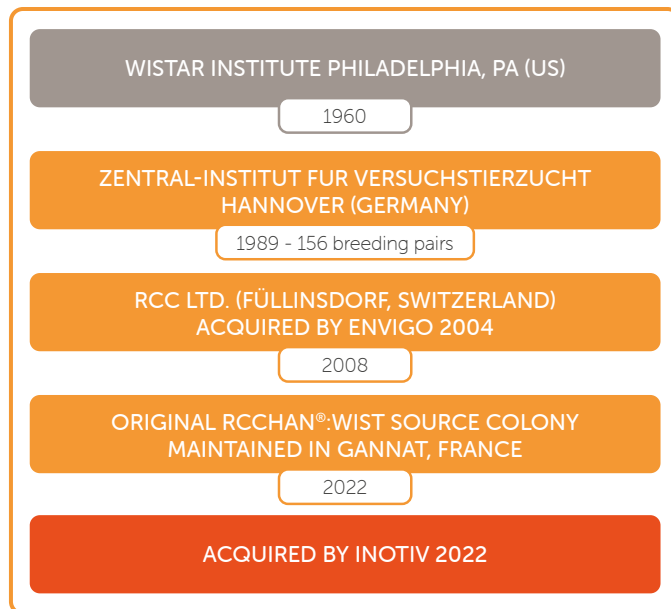 WISTAR INSTITUTE PHILADELPHIA, PA (US)
1960
ZENTRAL-INSTITUT FUR VERSUCHSTIERZUCHT
HANNOVER (GERMANY)
1989 - 156 breeding pairs
RCC LTD. (FÜLLINSDORF, SWITZERLAND)
ACQUIRED BY ENVIGO 2004
2008
ORIGINAL RCCHAN®:WIST SOURCE COLONY
MAINTAINED IN GANNAT, FRANCE
2022
ACQUIRED BY INOTIV 2022